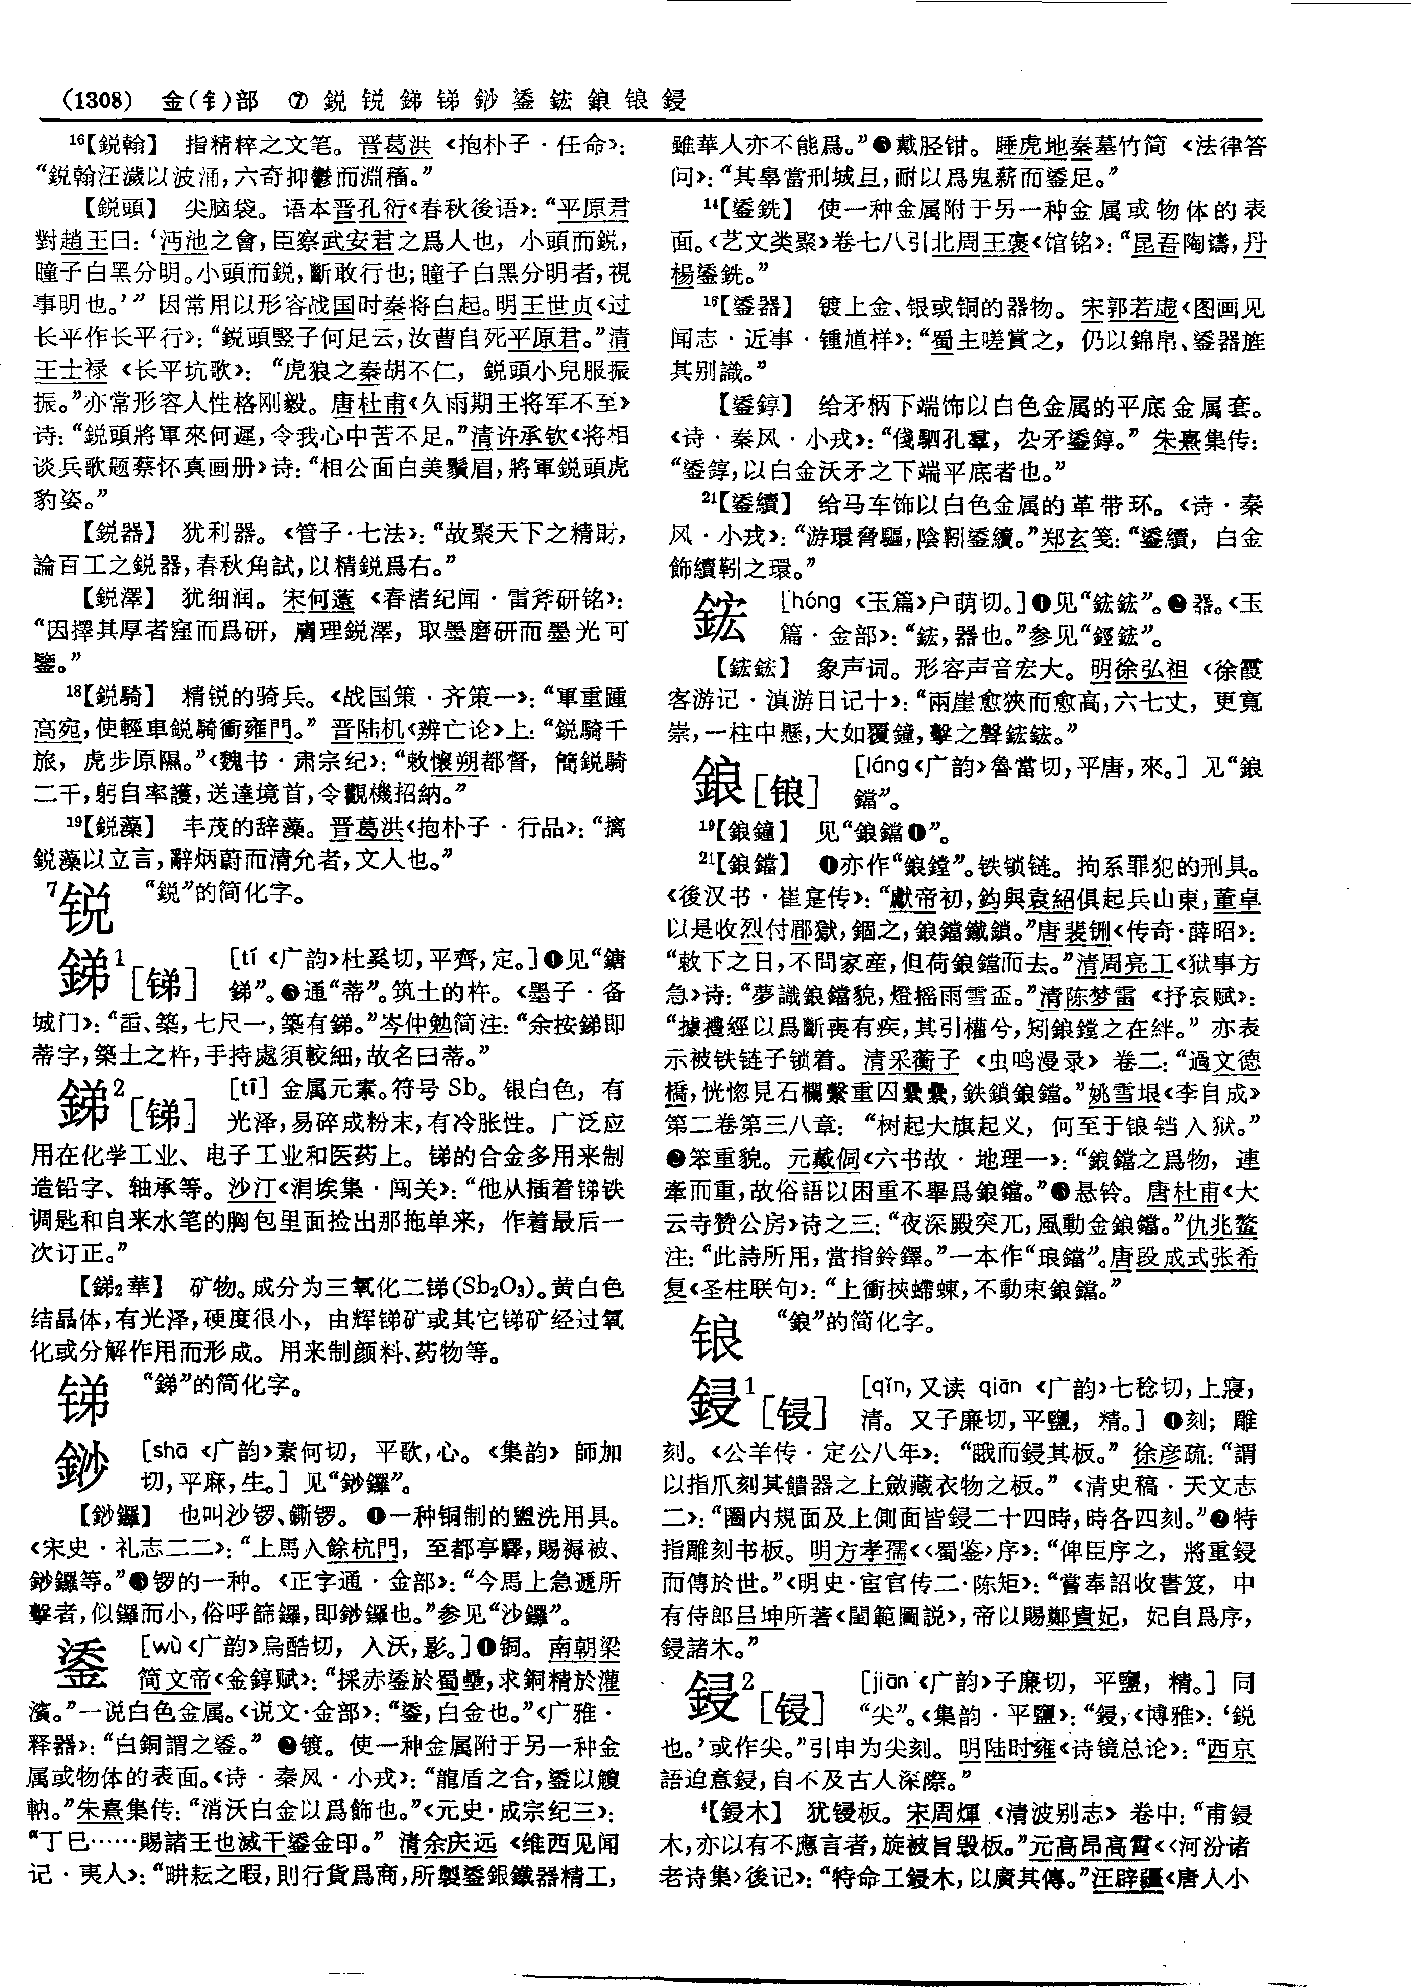 (1308) 金(钅)部 ⑦ 鋭 锐 銻 锑 鈔 鋈 鋐 鋃 锒 鋟
¹⁶【鋭翰】 指精粹之文笔。晋葛洪《抱朴子·任命》:
“鋭翰汪濊以波涌,六奇抑鬱而淵稸。”
【鋭頭】 尖脑袋。语本晋孔衍《春秋後语》:“平原君
對趙王曰:‘沔池之會,臣察武安君之爲人也, 小頭而鋭,
瞳子白黑分明。小頭而鋭,斷敢行也;瞳子白黑分明者,視
事明也。’” 因常用以形容战国时秦将白起。明王世贞《过
长平作长平行》:“鋭頭竪子何足云,汝曹自死平原君。”清
王士禄《长平坑歌》: “虎狼之秦胡不仁, 鋭頭小兒服振
振。”亦常形容人性格刚毅。唐杜甫《久雨期王将军不至》
诗:“鋭頭將軍來何遲,令我心中苦不足。”清许承钦《将相
谈兵歌题蔡怀真画册》诗:“相公面白美鬚眉,將軍鋭頭虎
豹姿。”
【鋭器】 犹利器。《管子·七法》:“故聚天下之精財,
論百工之鋭器,春秋角試,以精鋭爲右。”
【鋭澤】 犹细润。宋何薳《春渚纪闻·雷斧研铭》:
“因擇其厚者窪而爲研, 膚理鋭澤, 取墨磨研而墨光可
鑒。”
¹⁸【鋭騎】 精锐的骑兵。《战国策·齐策一》:“軍重踵
高宛,使輕車鋭騎衝雍門。” 晋陆机《辨亡论》上:“鋭騎千
旅, 虎步原隰。”《魏书·肃宗纪》:“敕懷朔都督, 簡鋭騎
二千,躬自率護,送達境首,令觀機招納。”
¹⁹【鋭藻】 丰茂的辞藻。晋葛洪《抱朴子·行品》:“摛
鋭藻以立言,辭炳蔚而清允者,文人也。”
⁷锐 “鋭”的简化字。
銻¹[锑] [tí《广韵》杜奚切,平齊,定。]❶见“鎕
銻”。❷通“蒂”。筑土的杵。《墨子·备
城门》:“臿、築,七尺一,築有銻。”岑仲勉简注:“余按銻即
蒂字,築土之杵,手持處須較細,故名曰蒂。”
銻²[锑] [tī] 金属元素。符号 Sb。银白色, 有
光泽,易碎成粉末,有冷胀性。广泛应
用在化学工业、电子工业和医药上。锑的合金多用来制
造铅字、轴承等。沙汀《涓埃集·闯关》:“他从插着锑铁
调匙和自来水笔的胸包里面捡出那拖单来, 作着最后一
次订正。”
【銻₂華】 矿物。成分为三氧化二锑(Sb₂O₃)。黄白色
结晶体,有光泽,硬度很小, 由辉锑矿或其它锑矿经过氧
化或分解作用而形成。用来制颜料、药物等。
锑 “銻”的简化字。
[shā《广韵》素何切, 平歌,心。《集韵》師加
切,平麻,生。]
《宋史·礼志二二》:“上馬入餘杭門, 至都亭驛,賜褥被、
擊者,似鑼而小,俗呼篩鑼,
鋈 [wù《广韵》烏酷切, 入沃,影。]❶铜。南朝梁
简文帝《金錞赋》:“採赤鋈於蜀壘,求銅精於灌
濱。”一说白色金属。《说文·金部》:“鋈,白金也。”《广雅·
释器》:“白銅謂之鋈。” ❷镀。使一种金属附于另一种金
属或物体的表面。《诗·秦风·小戎》:“龍盾之合,鋈以觼
軜。”朱熹集传:“消沃白金以爲飾也。”《元史·成宗纪三》:
“丁巳……賜諸王也滅干鋈金印。” 清余庆远《维西见闻
记·夷人》:“畊耘之暇,則行貨爲商,所製鋈銀鐵器精工,
雖華人亦不能爲。”❸戴胫钳。睡虎地秦墓竹简《法律答
问》:“其皋當刑城旦,耐以爲鬼薪而鋈足。”
¹⁴【鋈銑】 使一种金属附于另一种金属或物体的表
面。《艺文类聚》卷七八引北周王褒《馆铭》:“昆吾陶鑄,丹
楊鋈銑。”
¹⁶【鋈器】 镀上金、银或铜的器物。宋郭若虚《图画见
闻志·近事·锺馗样》:“蜀主嗟賞之, 仍以錦帛、鋈器旌
其别識。”
【鋈錞】 给矛柄下端饰以白色金属的平底金属套。
《诗·秦风·小戎》:“俴駟孔羣, 厹矛鋈錞。” 朱熹集传:
“鋈錞,以白金沃矛之下端平底者也。”
²¹【鋈續】 给马车饰以白色金属的革带环。《诗·秦
风·小戎》:“游環脅驅,陰靷鋈續。”郑玄笺:“鋈續, 白金
飾續靷之環。”
鋐 [hóng《玉篇》户萌切。]❶见“鋐鋐”。❷器。《玉
篇·金部》:“鋐,器也。”参见“鏗鋐”。
【鋐鋐】 象声词。形容声音宏大。明徐弘祖《徐霞
客游记·滇游日记十》:“兩崖愈狹而愈高,六七丈, 更寬
崇,一柱中懸,大如覆鐘,擊之聲鋐鋐。”
鋃[锒] [láng《广韵》魯當切,平唐,來。] 见“鋃
鐺”。
¹⁹【鋃鏱】 见“鋃鐺❶”。
²¹【鋃鐺】 ❶亦作“鋃鏜”。铁锁链。拘系罪犯的刑具。
《後汉书·崔寔传》:“獻帝初,鈞與袁紹俱起兵山東,董卓
以是收烈付郿獄,錮之,鋃鐺鐵鎖。”唐裴铏《传奇·薛昭》:
“敕下之日,不問家産,但荷鋃鐺而去。”清周亮工《狱事方
急》诗:“夢識鋃鐺貌,燈摇雨雪盃。”清陈梦雷《抒哀赋》:
“據禮經以爲斷喪有疾,其引權兮,矧鋃鏜之在絆。” 亦表
示被铁链子锁着。清采蘅子《虫鸣漫录》卷二:“過文德
橋,恍惚見石欄繫重囚纍纍,鉄鎖鋃鐺。”姚雪垠《李自成》
第二卷第三八章: “树起大旗起义, 何至于锒铛入狱。”
❷笨重貌。元戴侗《六书故·地理一》:“鋃鐺之爲物, 連
牽而重,故俗語以困重不舉爲鋃鐺。”❸悬铃。唐杜甫《大
云寺赞公房》诗之三:“夜深殿突兀,風動金鋃鐺。”仇兆鳌
注:“此詩所用,當指鈴鐸。”一本作“琅鐺”。唐段成式张希
复《圣柱联句》:“上衝挾螮蝀,不動束鋃鐺。”
锒 “鋃”的简化字。
鋟¹[锓] [qǐn,又读 qiān《广韵》七稔切,上寢,
清。又子廉切,平鹽, 精。] ❶刻;雕
刻。《公羊传·定公八年》: “睋而鋟其板。” 徐彦疏:“謂
以指爪刻其饋器之上斂藏衣物之板。”《清史稿·天文志
二》:“圈内規面及上側面皆鋟二十四時,時各四刻。”❷特
指雕刻书板。明方孝孺《〈蜀鉴〉序》:“俾臣序之, 將重鋟
而傳於世。”《明史·宦官传二·陈矩》:“嘗奉詔收書笈, 中
有侍郎吕坤所著《閨範圖説》,帝以賜鄭貴妃, 妃自爲序,
鋟諸木。”
鋟²[锓] [jiān《广韵》子廉切, 平鹽, 精。] 同
“尖”。《集韵·平鹽》:“鋟,《博雅》:‘鋭
也。’或作尖。”引申为尖刻。明陆时雍《诗镜总论》:“西京
語迫意鋟,自不及古人深際。”
⁴【鋟木】 犹锓板。宋周煇《清波别志》卷中:“甫鋟
木,亦以有不應言者,旋被旨毁板。”元高昂高霄《〈河汾诸
老诗集〉後记》:“特命工鋟木,以廣其傳。”汪辟疆《唐人小